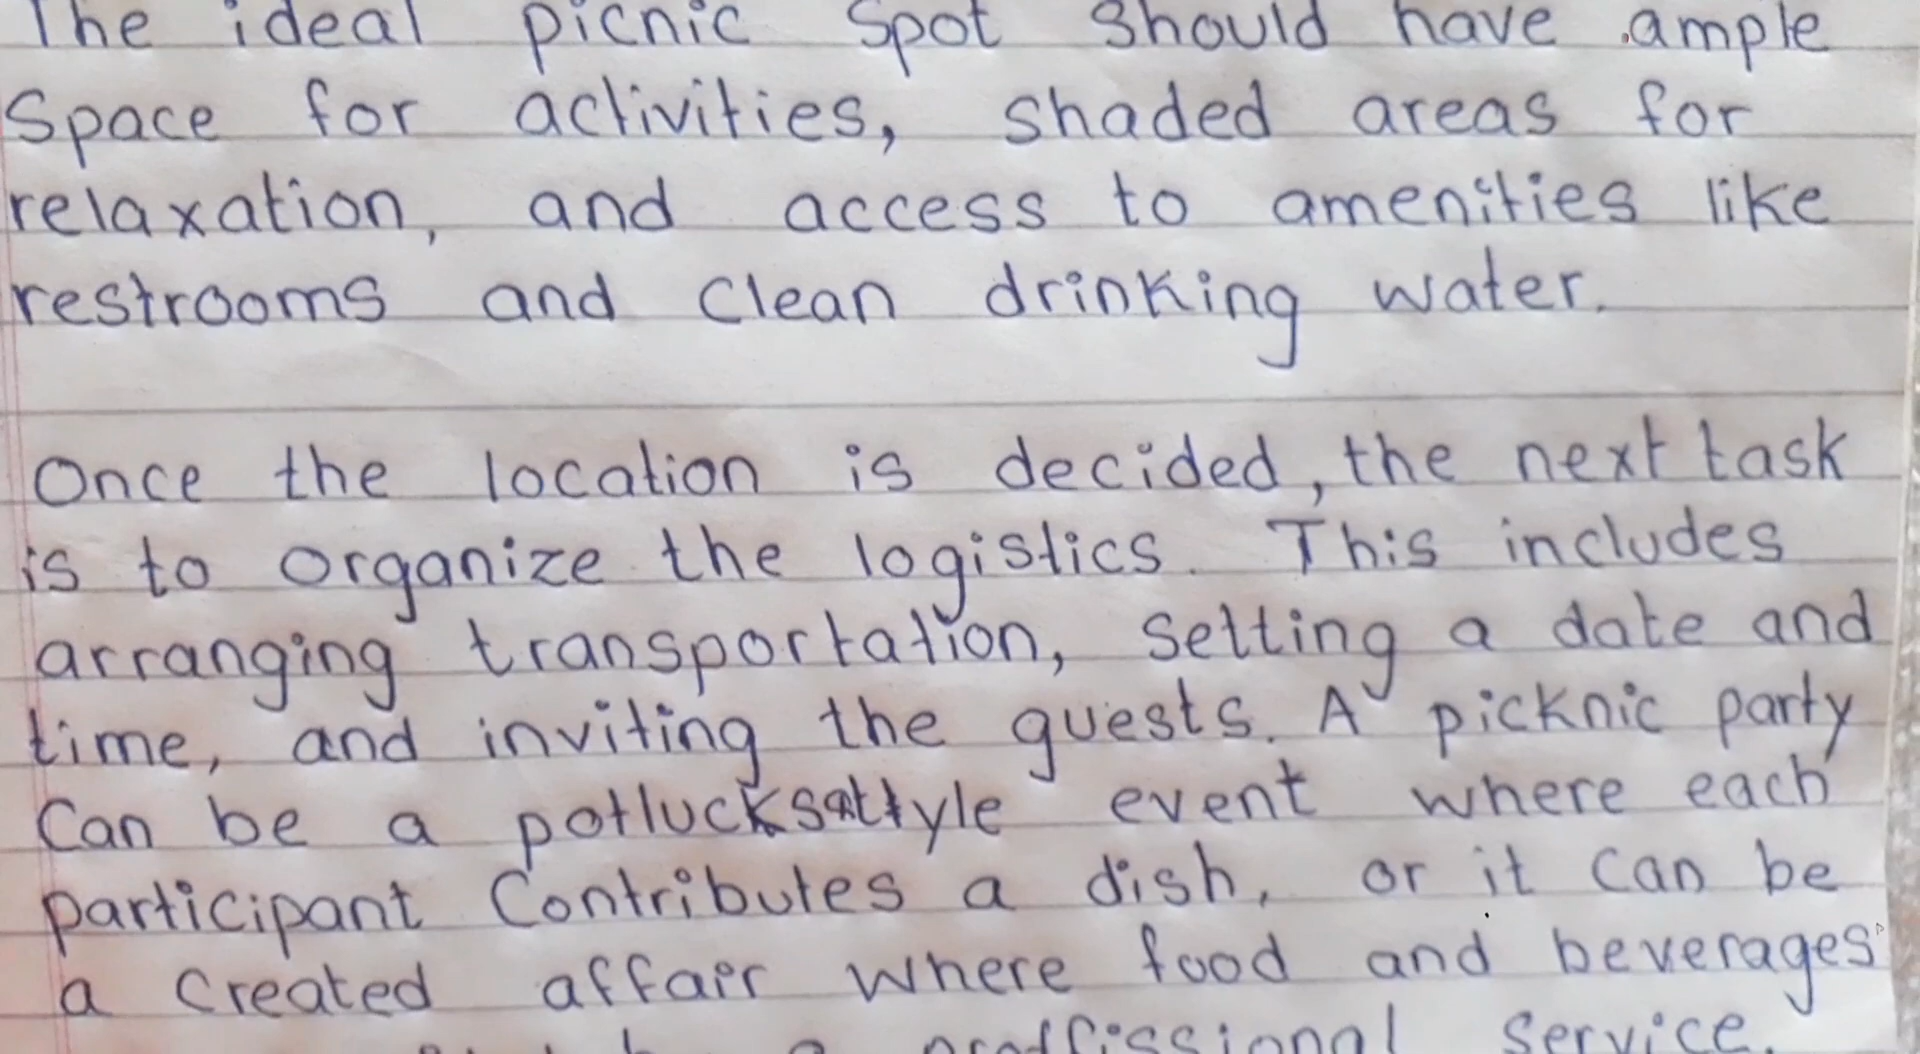 The ideal picnic spot should have ample
Space for activities, shaded areas for
relaxation, and access to amenities like
restrooms and clean drinking water.
Once the location is decided, the next task
is to organize the logistics. This includes
arranging transportation, setting a date and
time, and inviting the guests. A picknic party
Can be a potlucksattyle event where each
participant Contributes a dish, or it can be
a created affair where food and beverages
a proffissional service.